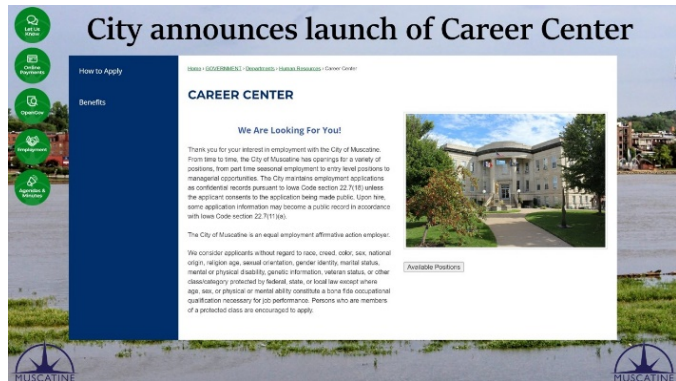 City announces launch of Career Center
Let Us
Know
Online
Payments
OpenGov
Employment
Agendas &
Minutes
How to Apply
Benefits
Home › GOVERNMENT › Departments › Human Resources › Career Center
CAREER CENTER
We Are Looking For You!
Thank you for your interest in employment with the City of Muscatine.
From time to time, the City of Muscatine has openings for a variety of
positions, from part time seasonal employment to entry level positions to
managerial opportunities. The City maintains employment applications
as confidential records pursuant to Iowa Code section 22.7(18) unless
the applicant consents to the application being made public. Upon hire,
some application information may become a public record in accordance
with Iowa Code section 22.7(11)(a).
The City of Muscatine is an equal employment affirmative action employer.
We consider applicants without regard to race, creed, color, sex, national
origin, religion age, sexual orientation, gender identity, marital status,
mental or physical disability, genetic information, veteran status, or other
class/category protected by federal, state, or local law except where
age, sex, or physical or mental ability constitute a bona fide occupational
qualification necessary for job performance. Persons who are members
of a protected class are encouraged to apply.
Available Positions
MUSCATINE
MUSCATINE